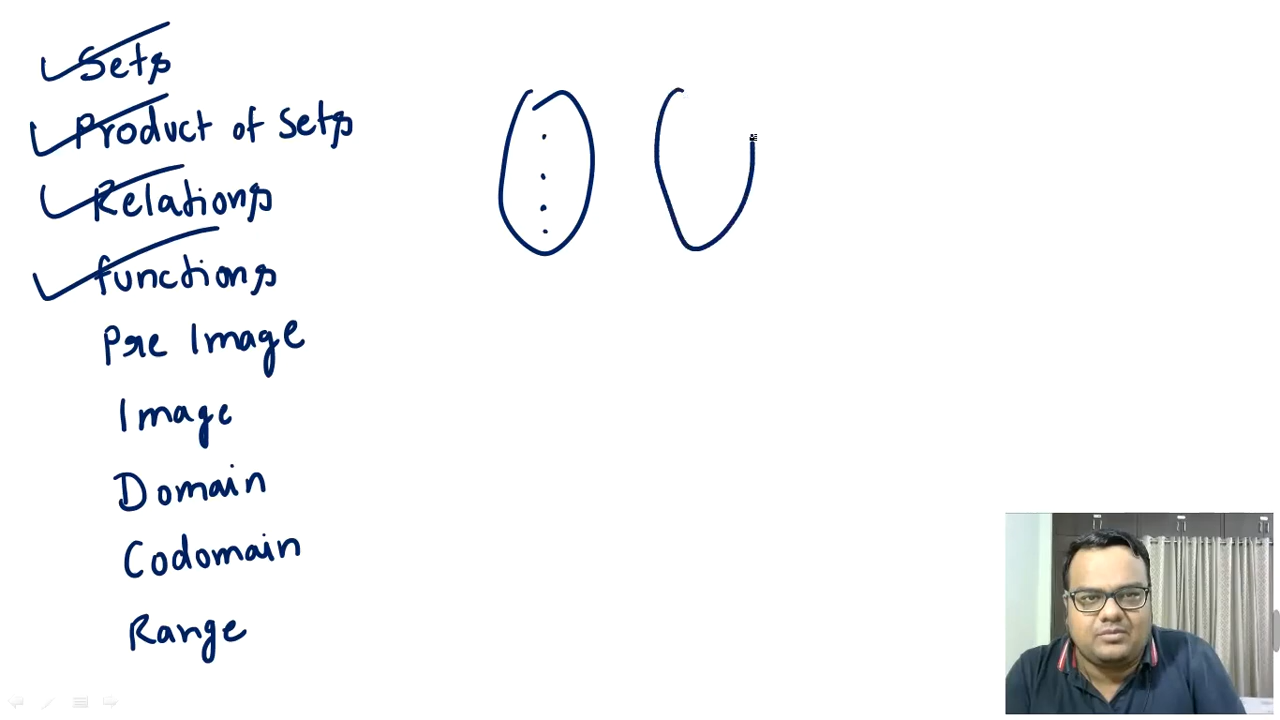 Sets
Product of Sets
Relations
functions
Pre Image
Image
Domain
Codomain
Range